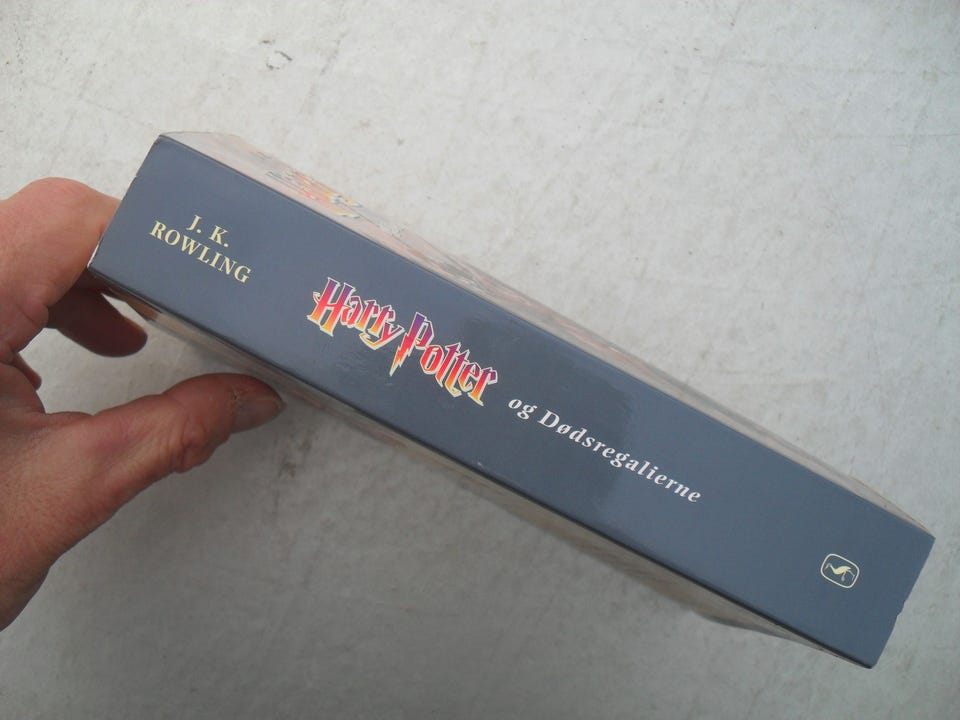 J. K.
ROWLING
Harry Potter
og Dødsregalierne